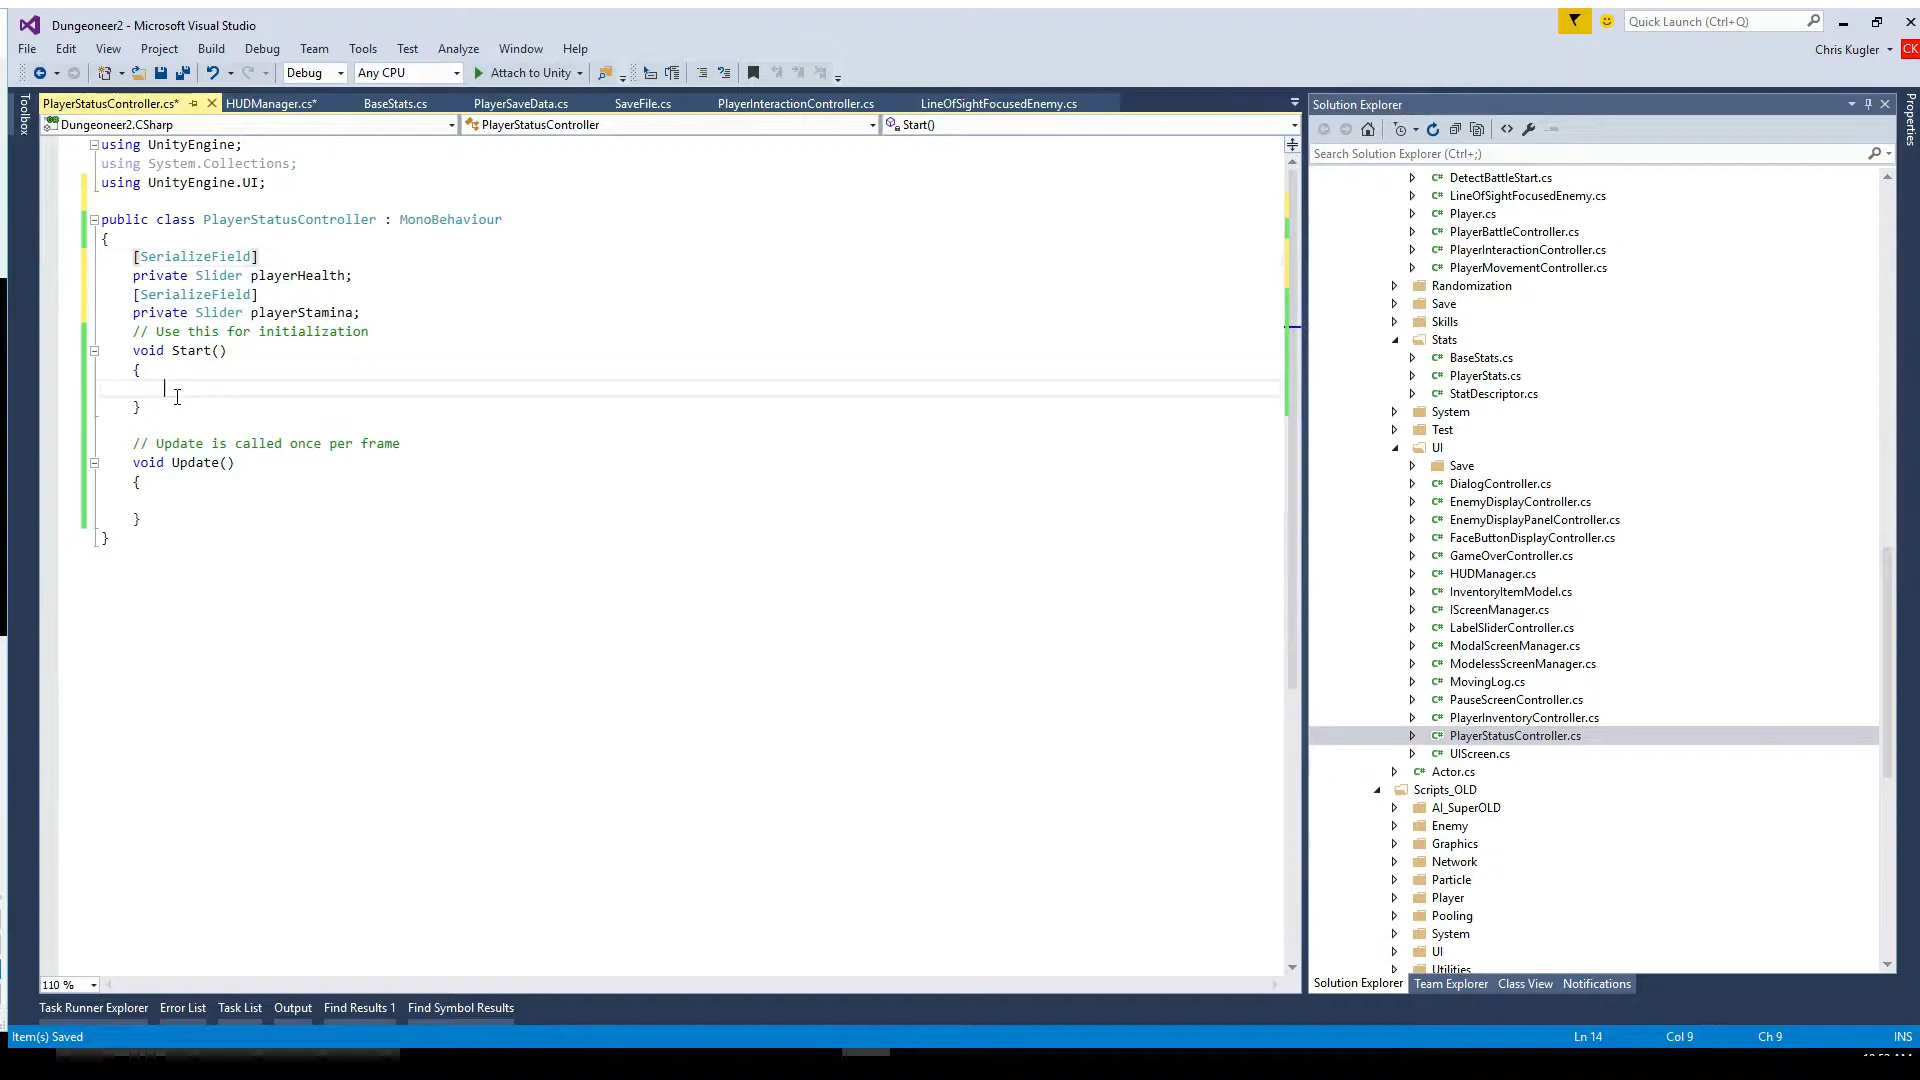 Dungeoneer2 - Microsoft Visual Studio
Quick Launch (Ctrl+Q)
File Edit View Project Build Debug Team Tools Test Analyze Window Help
Chris Kugler
CK
Debug
Any CPU
Attach to Unity
Toolbox
PlayerStatusController.cs*
HUDManager.cs*
BaseStats.cs
PlayerSaveData.cs
SaveFile.cs
PlayerInteractionController.cs
LineOfSightFocusedEnemy.cs
Dungeoneer2.CSharp
PlayerStatusController
Start()
using UnityEngine;
using System.Collections;
using UnityEngine.UI;
public class PlayerStatusController : MonoBehaviour
{
[SerializeField]
private Slider playerHealth;
[SerializeField]
private Slider playerStamina;
// Use this for initialization
void Start()
{
}
// Update is called once per frame
void Update()
{
}
}
110 %
Solution Explorer
Properties
Search Solution Explorer (Ctrl+;)
C# DetectBattleStart.cs
C# LineOfSightFocusedEnemy.cs
C# Player.cs
C# PlayerBattleController.cs
C# PlayerInteractionController.cs
C# PlayerMovementController.cs
Randomization
Save
Skills
Stats
C# BaseStats.cs
C# PlayerStats.cs
C# StatDescriptor.cs
System
Test
UI
Save
C# DialogController.cs
C# EnemyDisplayController.cs
C# EnemyDisplayPanelController.cs
C# FaceButtonDisplayController.cs
C# GameOverController.cs
C# HUDManager.cs
C# InventoryItemModel.cs
C# IScreenManager.cs
C# LabelSliderController.cs
C# ModalScreenManager.cs
C# ModelessScreenManager.cs
C# MovingLog.cs
C# PauseScreenController.cs
C# PlayerInventoryController.cs
C# PlayerStatusController.cs
C# UIScreen.cs
C# Actor.cs
Scripts_OLD
AI_SuperOLD
Enemy
Graphics
Network
Particle
Player
Pooling
System
UI
Utilities
Solution Explorer Team Explorer Class View Notifications
Task Runner Explorer Error List Task List Output Find Results 1 Find Symbol Results
Item(s) Saved
Ln 14
Col 9
Ch 9
INS